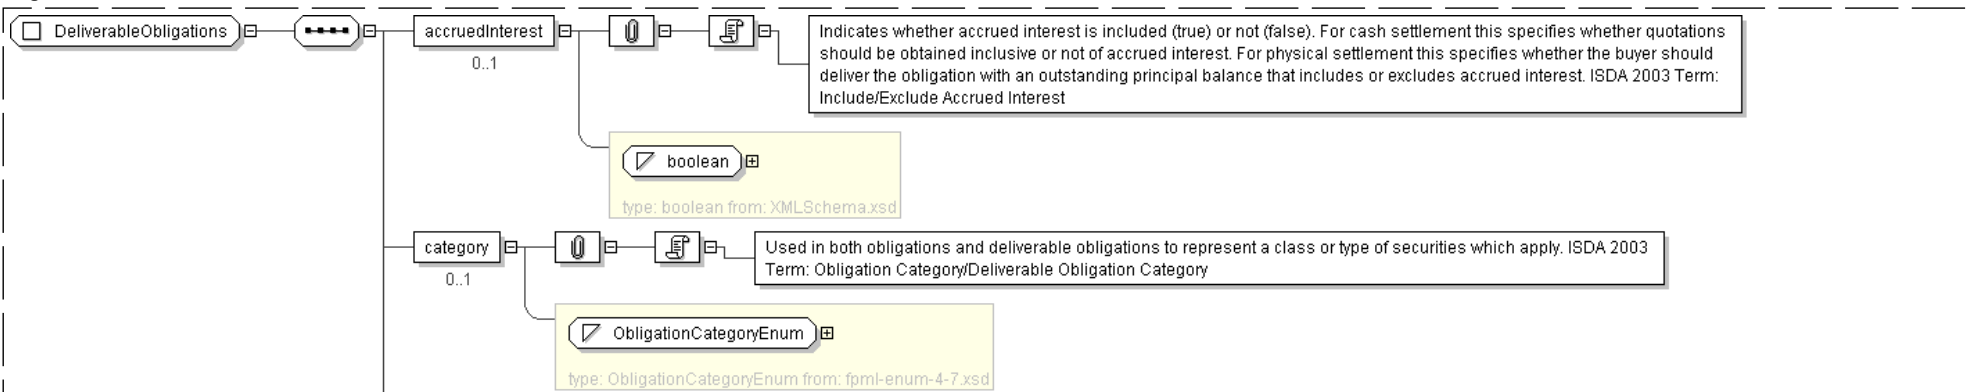 DeliverableObligations
accruedInterest
0..1
Indicates whether accrued interest is included (true) or not (false). For cash settlement this specifies whether quotations
should be obtained inclusive or not of accrued interest. For physical settlement this specifies whether the buyer should
deliver the obligation with an outstanding principal balance that includes or excludes accrued interest. ISDA 2003 Term:
Include/Exclude Accrued Interest
boolean
type: boolean from: XMLSchema.xsd
category
0..1
Used in both obligations and deliverable obligations to represent a class or type of securities which apply. ISDA 2003
Term: Obligation Category/Deliverable Obligation Category
ObligationCategoryEnum
type: ObligationCategoryEnum from: fpml-enum-4-7.xsd